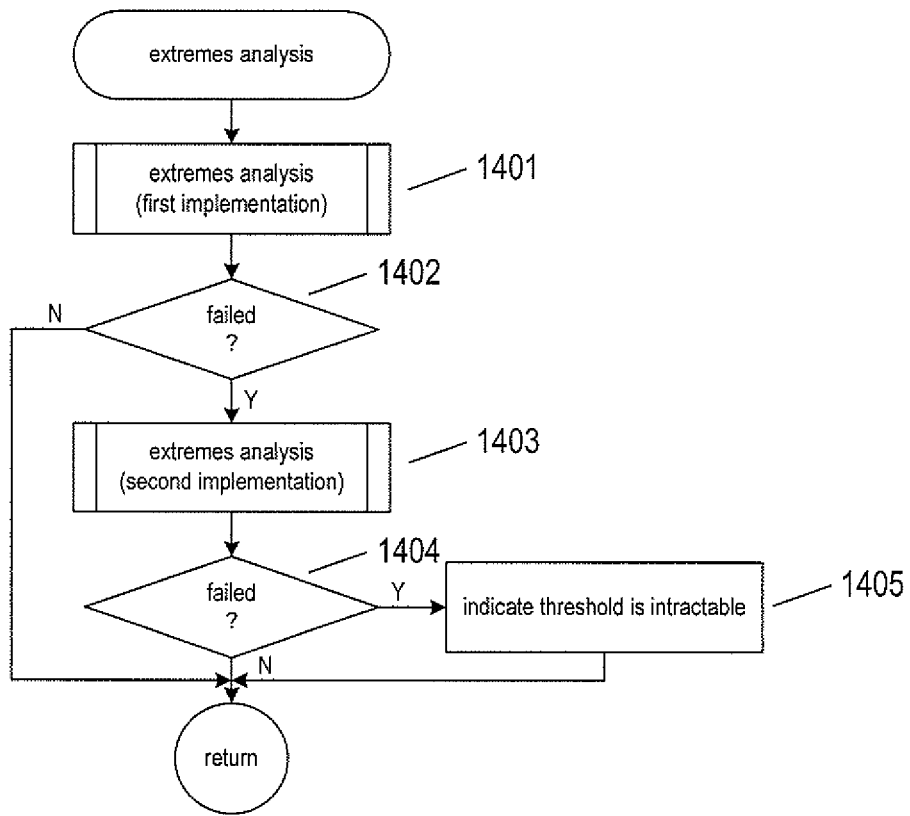 extremes analysis
extremes analysis
(first implementation)
1401
1402
failed
?
N
Y
extremes analysis
(second implementation)
1403
1404
failed
?
Y
indicate threshold is intractable
1405
N
return